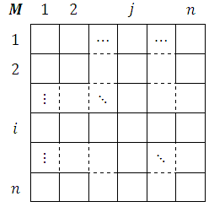 M 1 2 j n
1 ⋯ ⋯
2
⋮ ⋱
i
⋮ ⋱
n